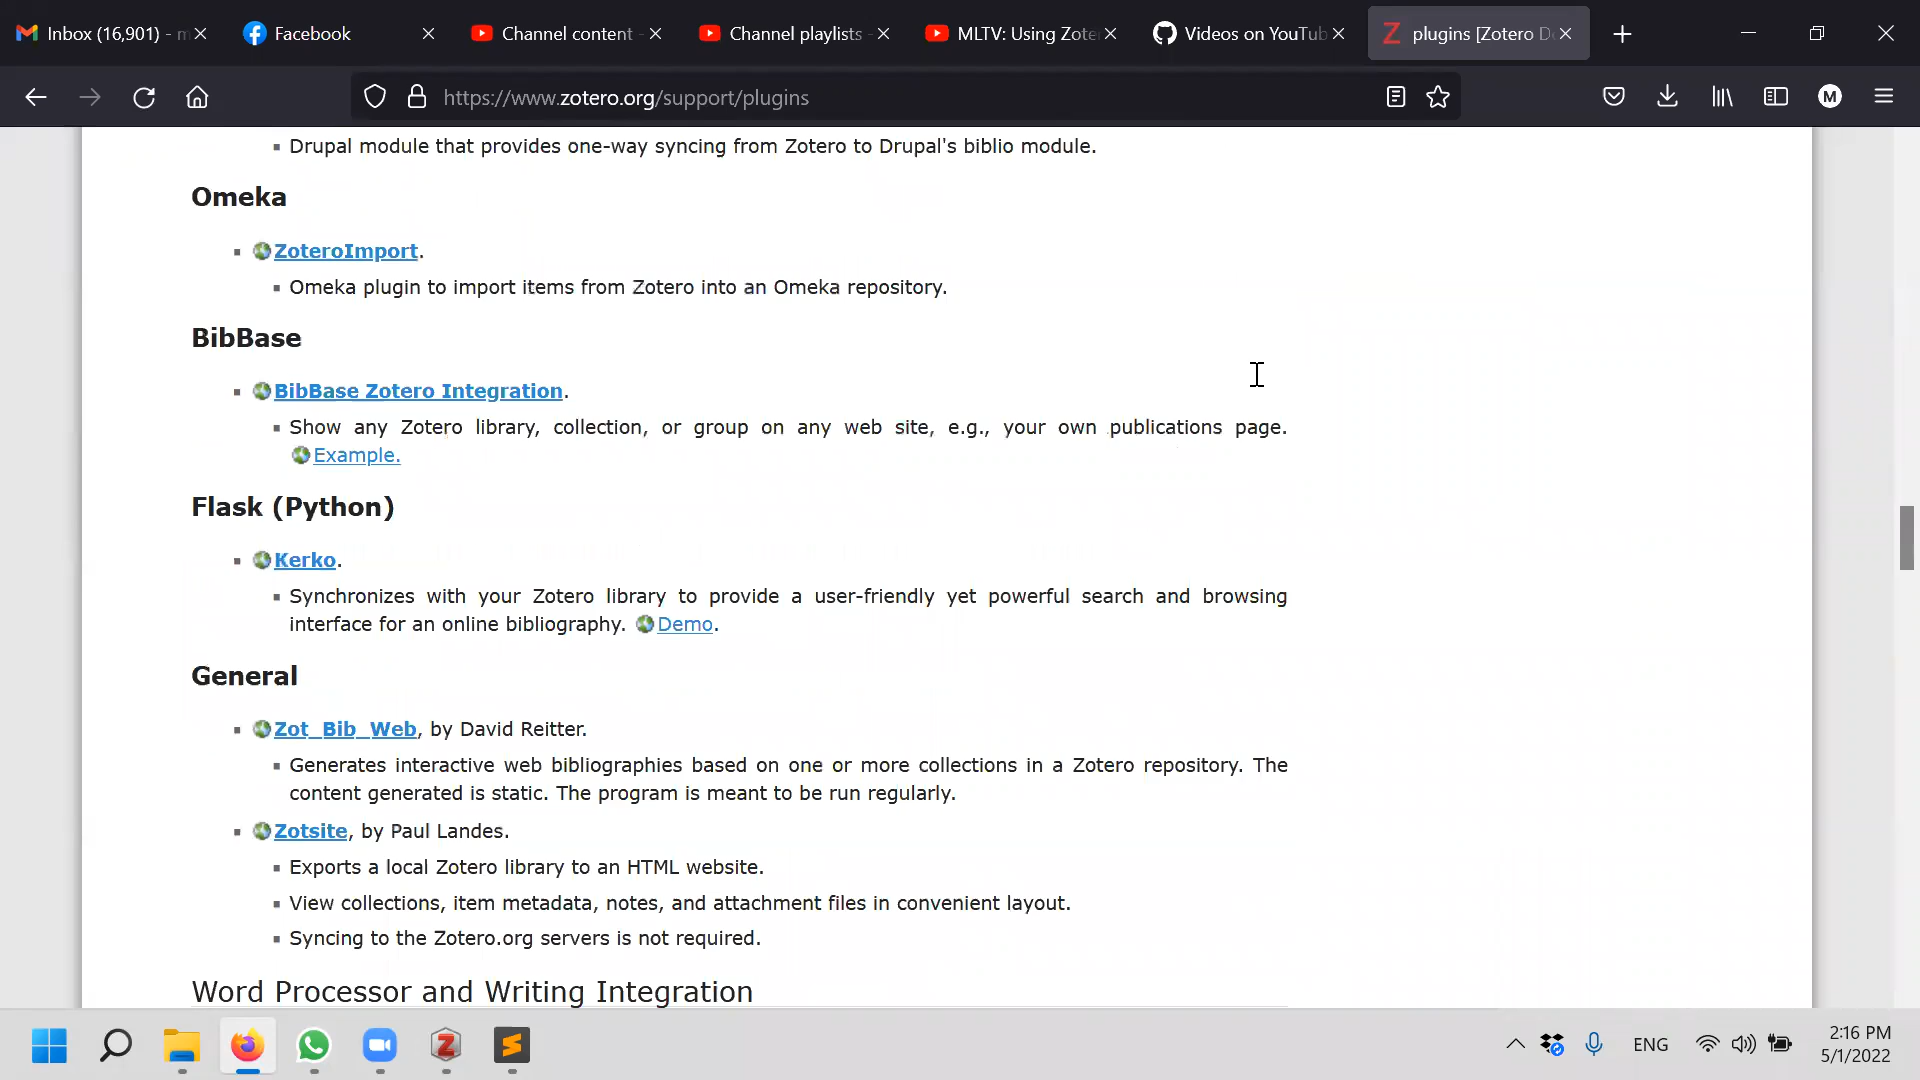 Inbox (16,901) - m
Facebook
Channel content -
Channel playlists -
MLTV: Using Zote
Videos on YouTub
plugins [Zotero D
https://www.zotero.org/support/plugins
M
Drupal module that provides one-way syncing from Zotero to Drupal's biblio module.
Omeka
ZoteroImport.
Omeka plugin to import items from Zotero into an Omeka repository.
BibBase
BibBase Zotero Integration.
Show any Zotero library, collection, or group on any web site, e.g., your own publications page.
Example.
Flask (Python)
Kerko.
Synchronizes with your Zotero library to provide a user-friendly yet powerful search and browsing
interface for an online bibliography. Demo.
General
Zot_Bib_Web, by David Reitter.
Generates interactive web bibliographies based on one or more collections in a Zotero repository. The
content generated is static. The program is meant to be run regularly.
Zotsite, by Paul Landes.
Exports a local Zotero library to an HTML website.
View collections, item metadata, notes, and attachment files in convenient layout.
Syncing to the Zotero.org servers is not required.
Word Processor and Writing Integration
ENG
2:16 PM
5/1/2022